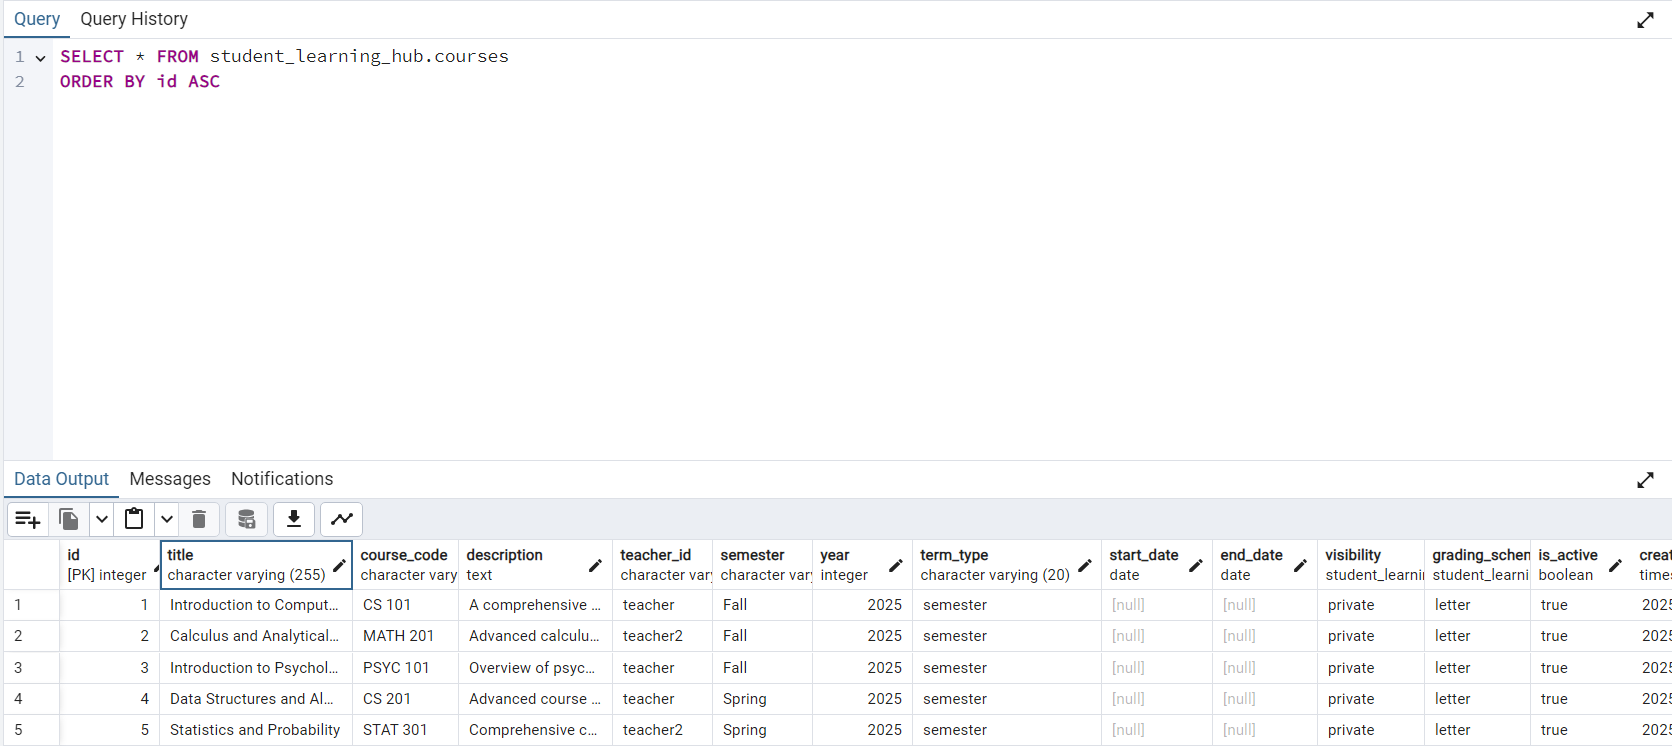 Query Query History
1 SELECT * FROM student_learning_hub.courses
2 ORDER BY id ASC
Data Output Messages Notifications
id title course_code description teacher_id semester year term_type start_date end_date visibility grading_schen is_active creat
[PK] integer character varying (255) character vary text character var character var integer character varying (20) date date student_learni student_learni boolean times
1 1 Introduction to Comput... CS 101 A comprehensive ... teacher Fall 2025 semester [null] [null] private letter true 2025
2 2 Calculus and Analytical... MATH 201 Advanced calculu... teacher2 Fall 2025 semester [null] [null] private letter true 2025
3 3 Introduction to Psychol... PSYC 101 Overview of psyc... teacher Fall 2025 semester [null] [null] private letter true 2025
4 4 Data Structures and Al... CS 201 Advanced course ... teacher Spring 2025 semester [null] [null] private letter true 2025
5 5 Statistics and Probability STAT 301 Comprehensive c... teacher2 Spring 2025 semester [null] [null] private letter true 2025